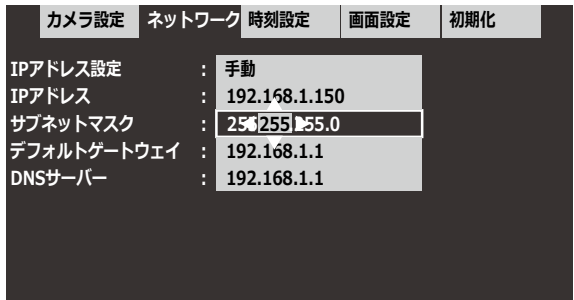 カメラ設定 ネットワーク 時刻設定 画面設定 初期化
IPアドレス設定 : 手動
IPアドレス : 192.168.1.150
サブネットマスク : 255.255.255.0
デフォルトゲートウェイ : 192.168.1.1
DNSサーバー : 192.168.1.1